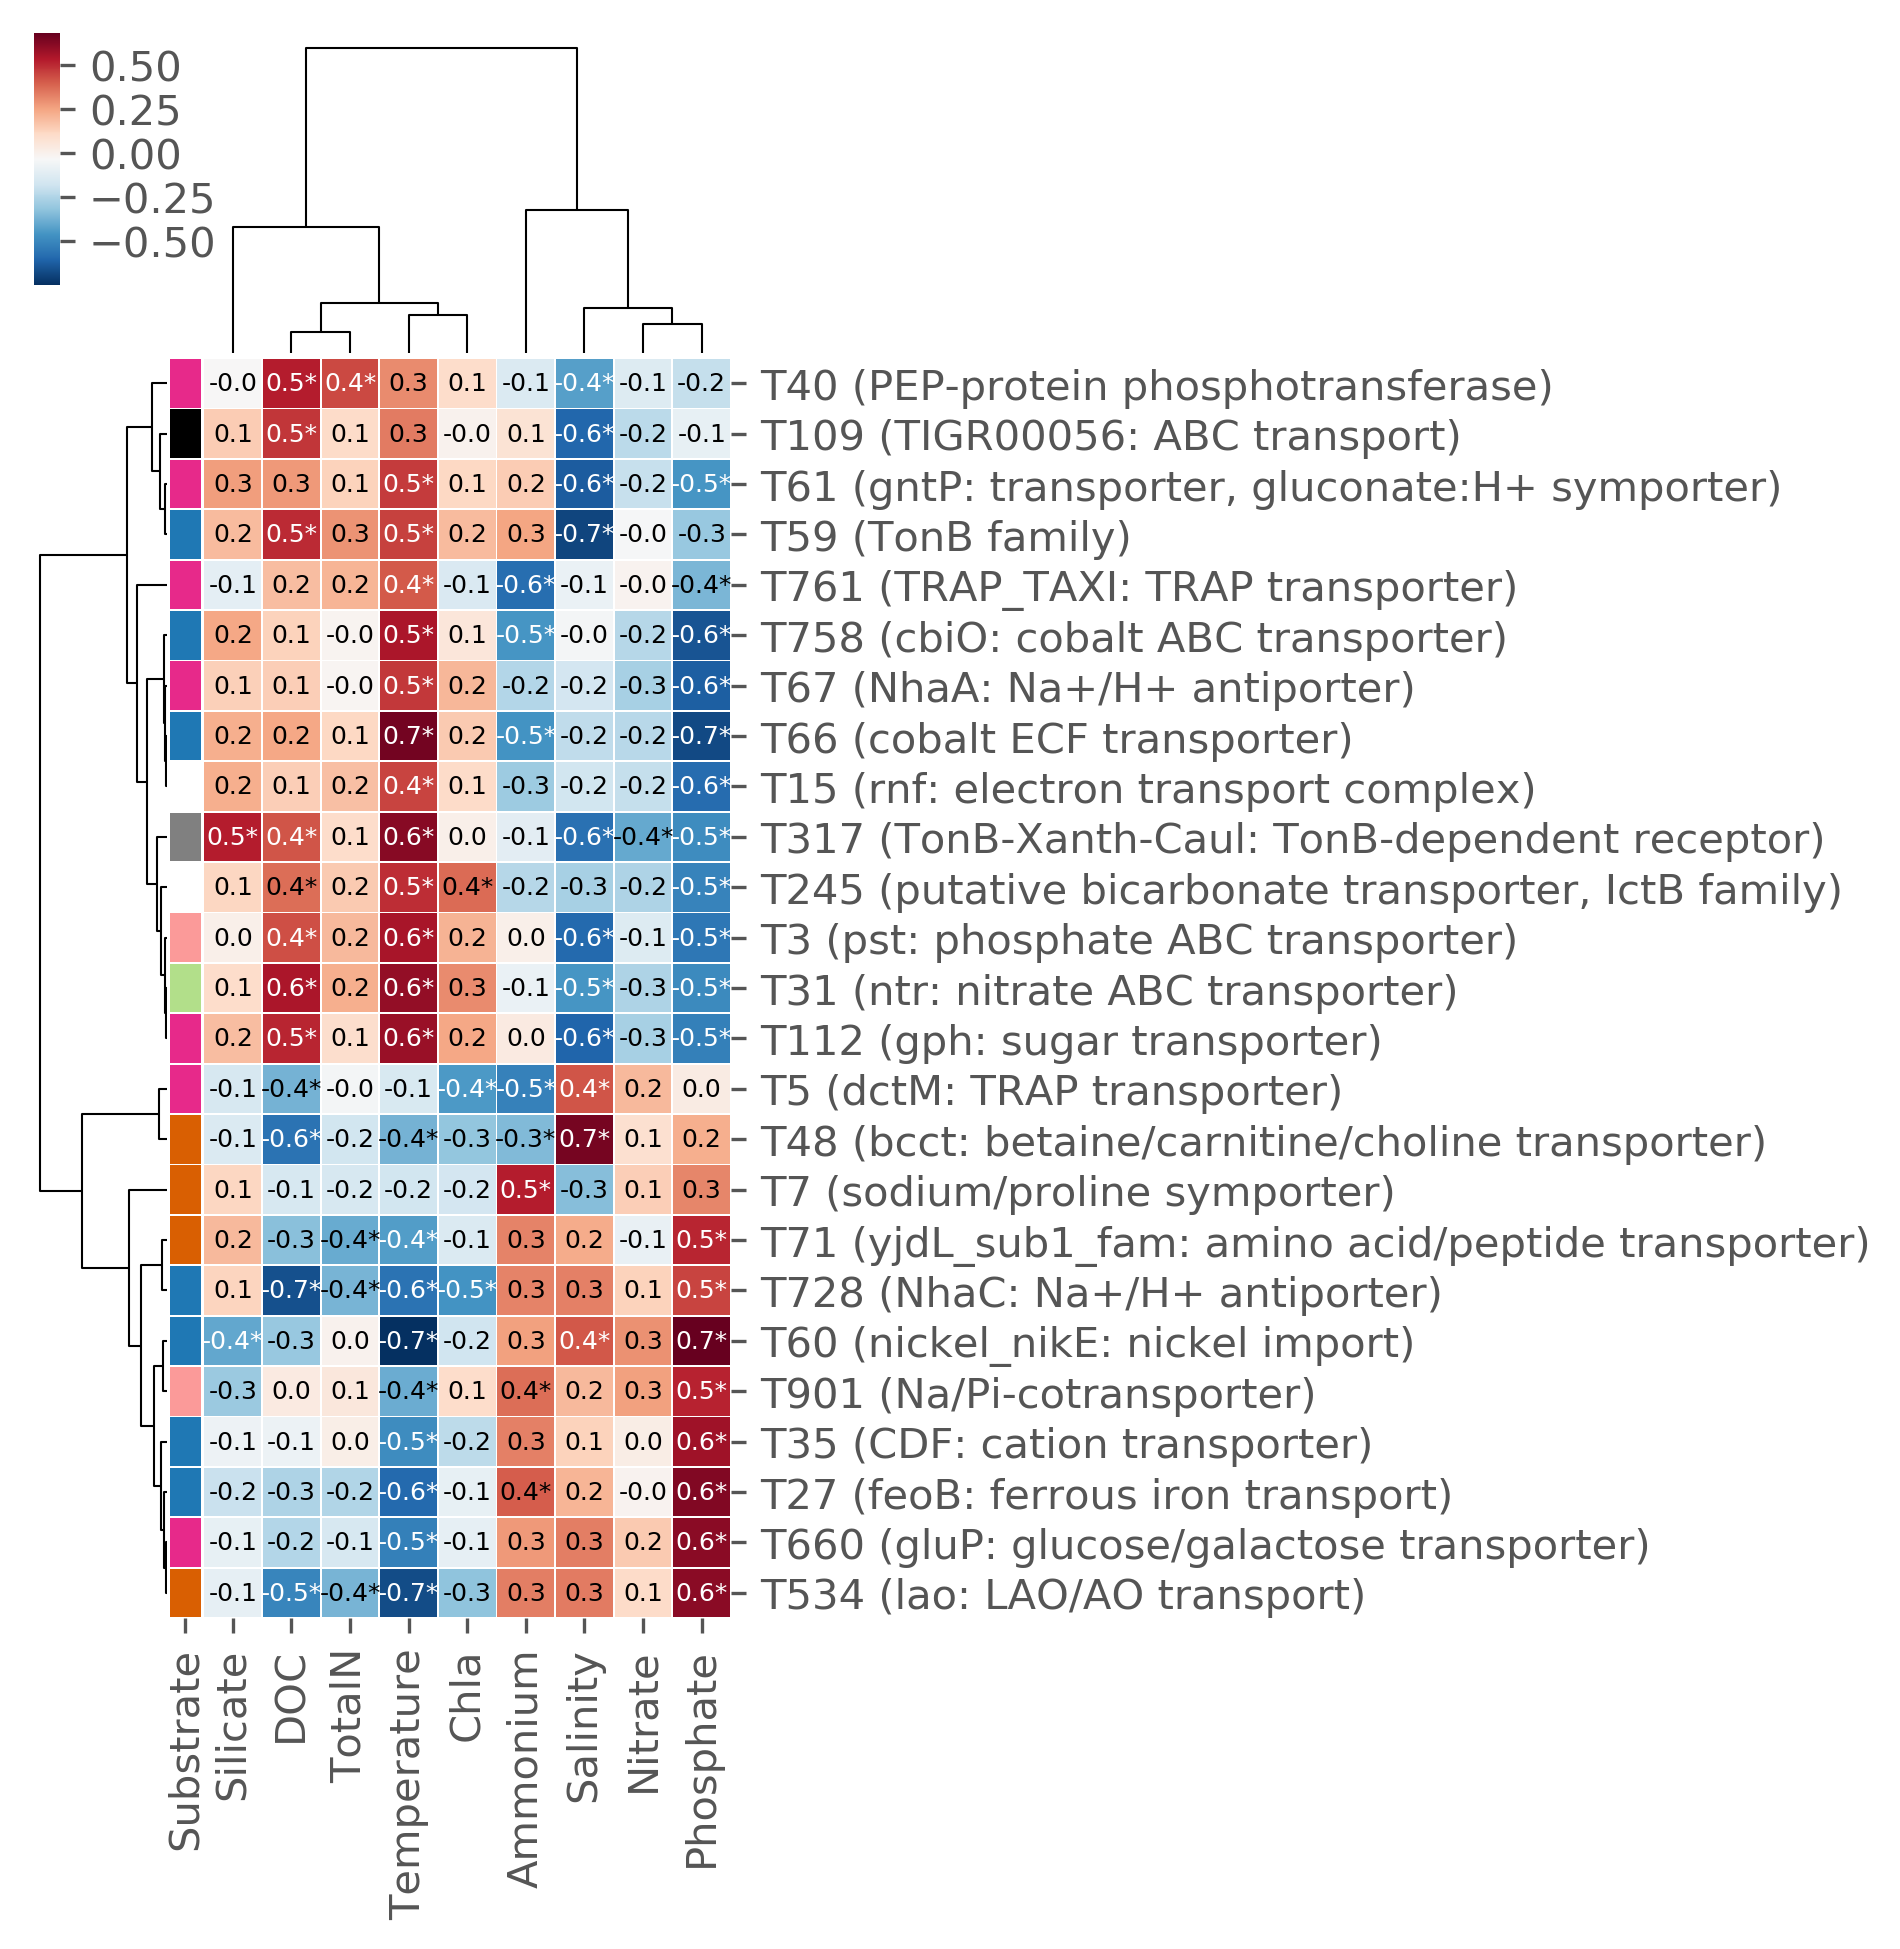 0.50
0.25
0.00
−0.25
−0.50
-0.0 0.5* 0.4* 0.3 0.1 -0.1 -0.4* -0.1 -0.2 T40 (PEP-protein phosphotransferase)
0.1 0.5* 0.1 0.3 -0.0 0.1 -0.6* -0.2 -0.1 T109 (TIGR00056: ABC transport)
0.3 0.3 0.1 0.5* 0.1 0.2 -0.6* -0.2 -0.5* T61 (gntP: transporter, gluconate:H+ symporter)
0.2 0.5* 0.3 0.5* 0.2 0.3 -0.7* -0.0 -0.3 T59 (TonB family)
-0.1 0.2 0.2 0.4* -0.1 -0.6* -0.1 -0.0 -0.4* T761 (TRAP_TAXI: TRAP transporter)
0.2 0.1 -0.0 0.5* 0.1 -0.5* -0.0 -0.2 -0.6* T758 (cbiO: cobalt ABC transporter)
0.1 0.1 -0.0 0.5* 0.2 -0.2 -0.2 -0.3 -0.6* T67 (NhaA: Na+/H+ antiporter)
0.2 0.2 0.1 0.7* 0.2 -0.5* -0.2 -0.2 -0.7* T66 (cobalt ECF transporter)
0.2 0.1 0.2 0.4* 0.1 -0.3 -0.2 -0.2 -0.6* T15 (rnf: electron transport complex)
0.5* 0.4* 0.1 0.6* 0.0 -0.1 -0.6* -0.4* -0.5* T317 (TonB-Xanth-Caul: TonB-dependent receptor)
0.1 0.4* 0.2 0.5* 0.4* -0.2 -0.3 -0.2 -0.5* T245 (putative bicarbonate transporter, IctB family)
0.0 0.4* 0.2 0.6* 0.2 0.0 -0.6* -0.1 -0.5* T3 (pst: phosphate ABC transporter)
0.1 0.6* 0.2 0.6* 0.3 -0.1 -0.5* -0.3 -0.5* T31 (ntr: nitrate ABC transporter)
0.2 0.5* 0.1 0.6* 0.2 0.0 -0.6* -0.3 -0.5* T112 (gph: sugar transporter)
-0.1 -0.4* -0.0 -0.1 -0.4* -0.5* 0.4* 0.2 0.0 T5 (dctM: TRAP transporter)
-0.1 -0.6* -0.2 -0.4* -0.3 -0.3* 0.7* 0.1 0.2 T48 (bcct: betaine/carnitine/choline transporter)
0.1 -0.1 -0.2 -0.2 -0.2 0.5* -0.3 0.1 0.3 T7 (sodium/proline symporter)
0.2 -0.3 -0.4* -0.4* -0.1 0.3 0.2 -0.1 0.5* T71 (yjdL_sub1_fam: amino acid/peptide transporter)
0.1 -0.7* -0.4* -0.6* -0.5* 0.3 0.3 0.1 0.5* T728 (NhaC: Na+/H+ antiporter)
-0.4* -0.3 0.0 -0.7* -0.2 0.3 0.4* 0.3 0.7* T60 (nickel_nikE: nickel import)
-0.3 0.0 0.1 -0.4* 0.1 0.4* 0.2 0.3 0.5* T901 (Na/Pi-cotransporter)
-0.1 -0.1 0.0 -0.5* -0.2 0.3 0.1 0.0 0.6* T35 (CDF: cation transporter)
-0.2 -0.3 -0.2 -0.6* -0.1 0.4* 0.2 -0.0 0.6* T27 (feoB: ferrous iron transport)
-0.1 -0.2 -0.1 -0.5* -0.1 0.3 0.3 0.2 0.6* T660 (gluP: glucose/galactose transporter)
-0.1 -0.5* -0.4* -0.7* -0.3 0.3 0.3 0.1 0.6* T534 (lao: LAO/AO transport)
Substrate
Silicate
DOC
TotalN
Temperature
Chla
Ammonium
Salinity
Nitrate
Phosphate